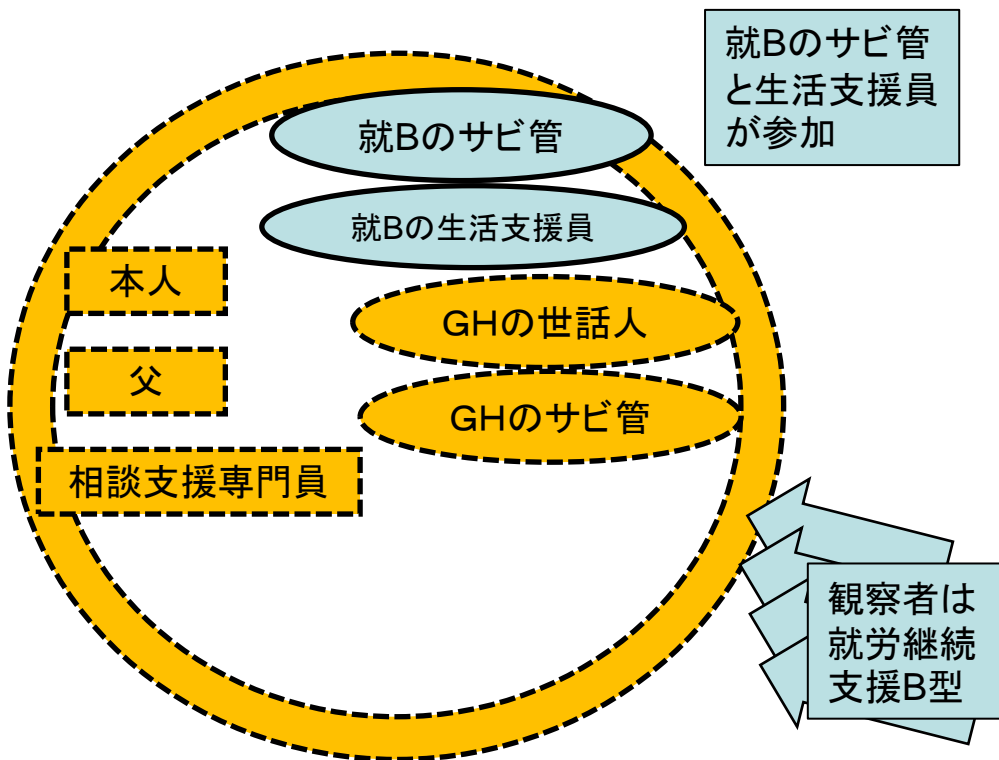 就Bのサビ管
と生活支援員
が参加
就Bのサビ管
就Bの生活支援員
本人
GHの世話人
父
GHのサビ管
相談支援専門員
観察者は
就労継続
支援B型